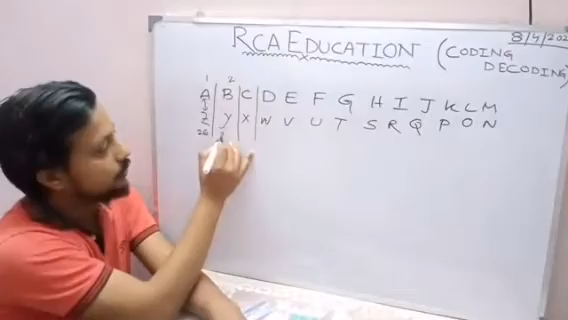 8/4/202
RCA EDUCATION (CODING DECODING)
1 2
A B C D E F G H I J K L M
Z Y X W V U T S R Q P O N
26